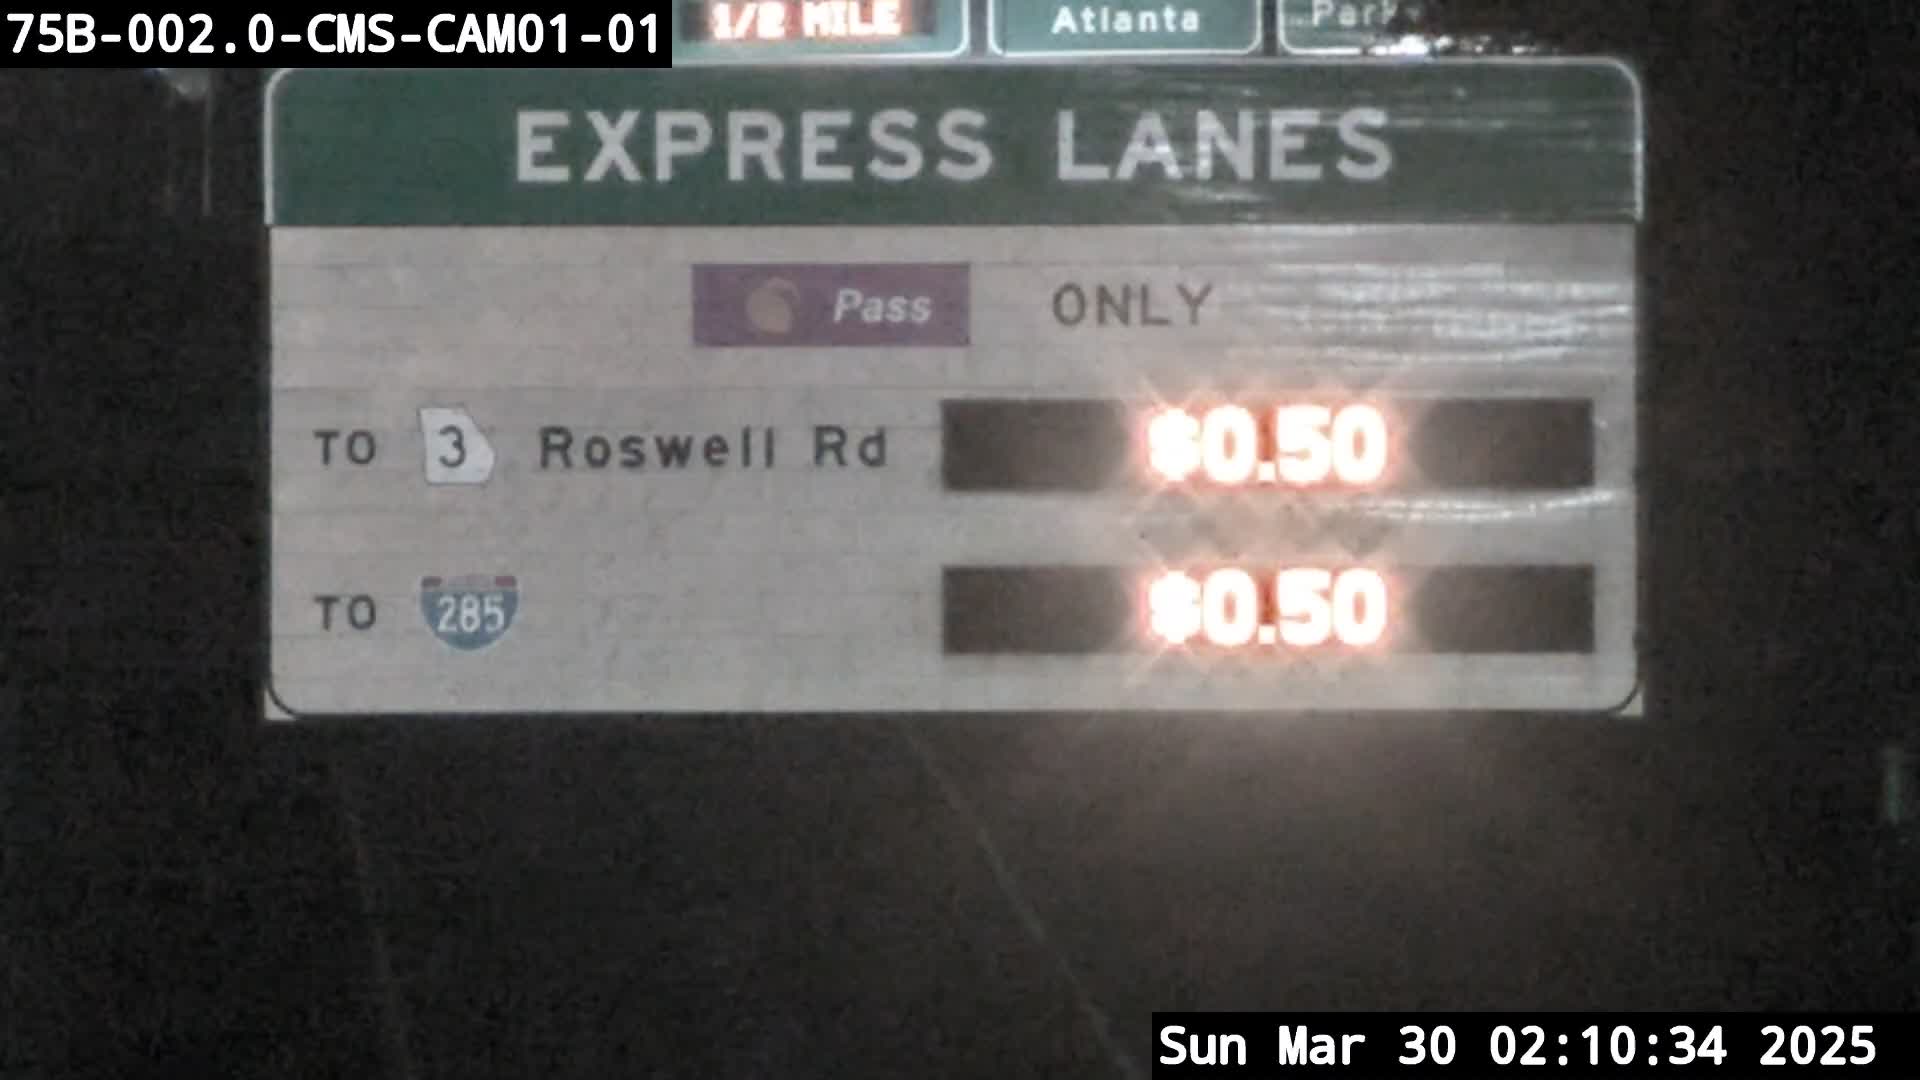 75B-002.0-CMS-CAM01-01
1/2 MILE
Atlanta
Park
EXPRESS LANES
Pass ONLY
TO 3 Roswell Rd $0.50
TO 285 $0.50
Sun Mar 30 02:10:34 2025